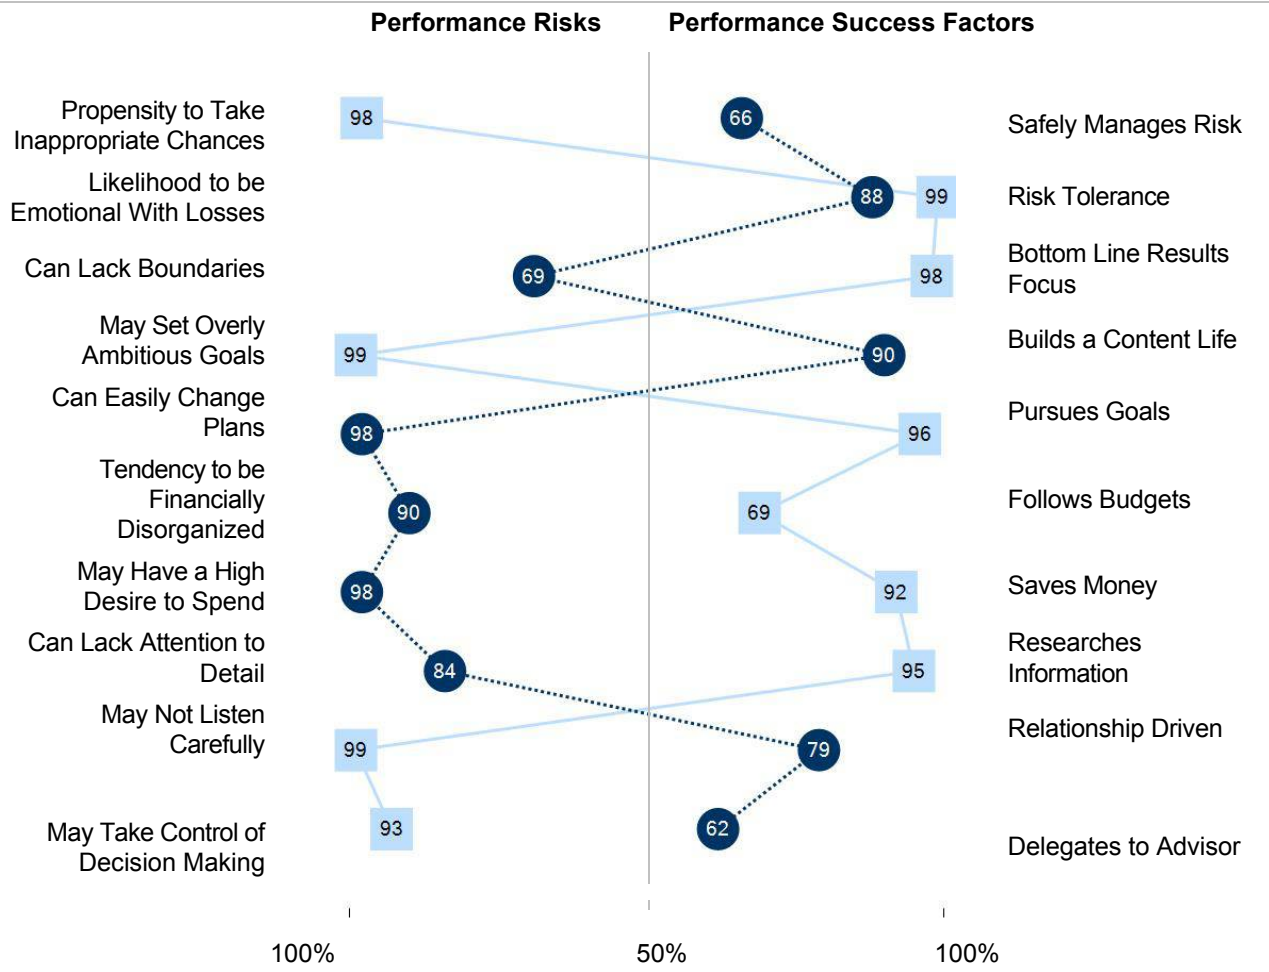 Performance Risks
Performance Success Factors
Propensity to Take
Inappropriate Chances
98
66
Safely Manages Risk
Likelihood to be
Emotional With Losses
88
99
Risk Tolerance
Can Lack Boundaries
69
98
Bottom Line Results
Focus
May Set Overly
Ambitious Goals
99
90
Builds a Content Life
Can Easily Change
Plans
98
96
Pursues Goals
Tendency to be
Financially
Disorganized
90
69
Follows Budgets
May Have a High
Desire to Spend
98
92
Saves Money
Can Lack Attention to
Detail
84
95
Researches
Information
May Not Listen
Carefully
99
79
Relationship Driven
May Take Control of
Decision Making
93
62
Delegates to Advisor
100%
50%
100%